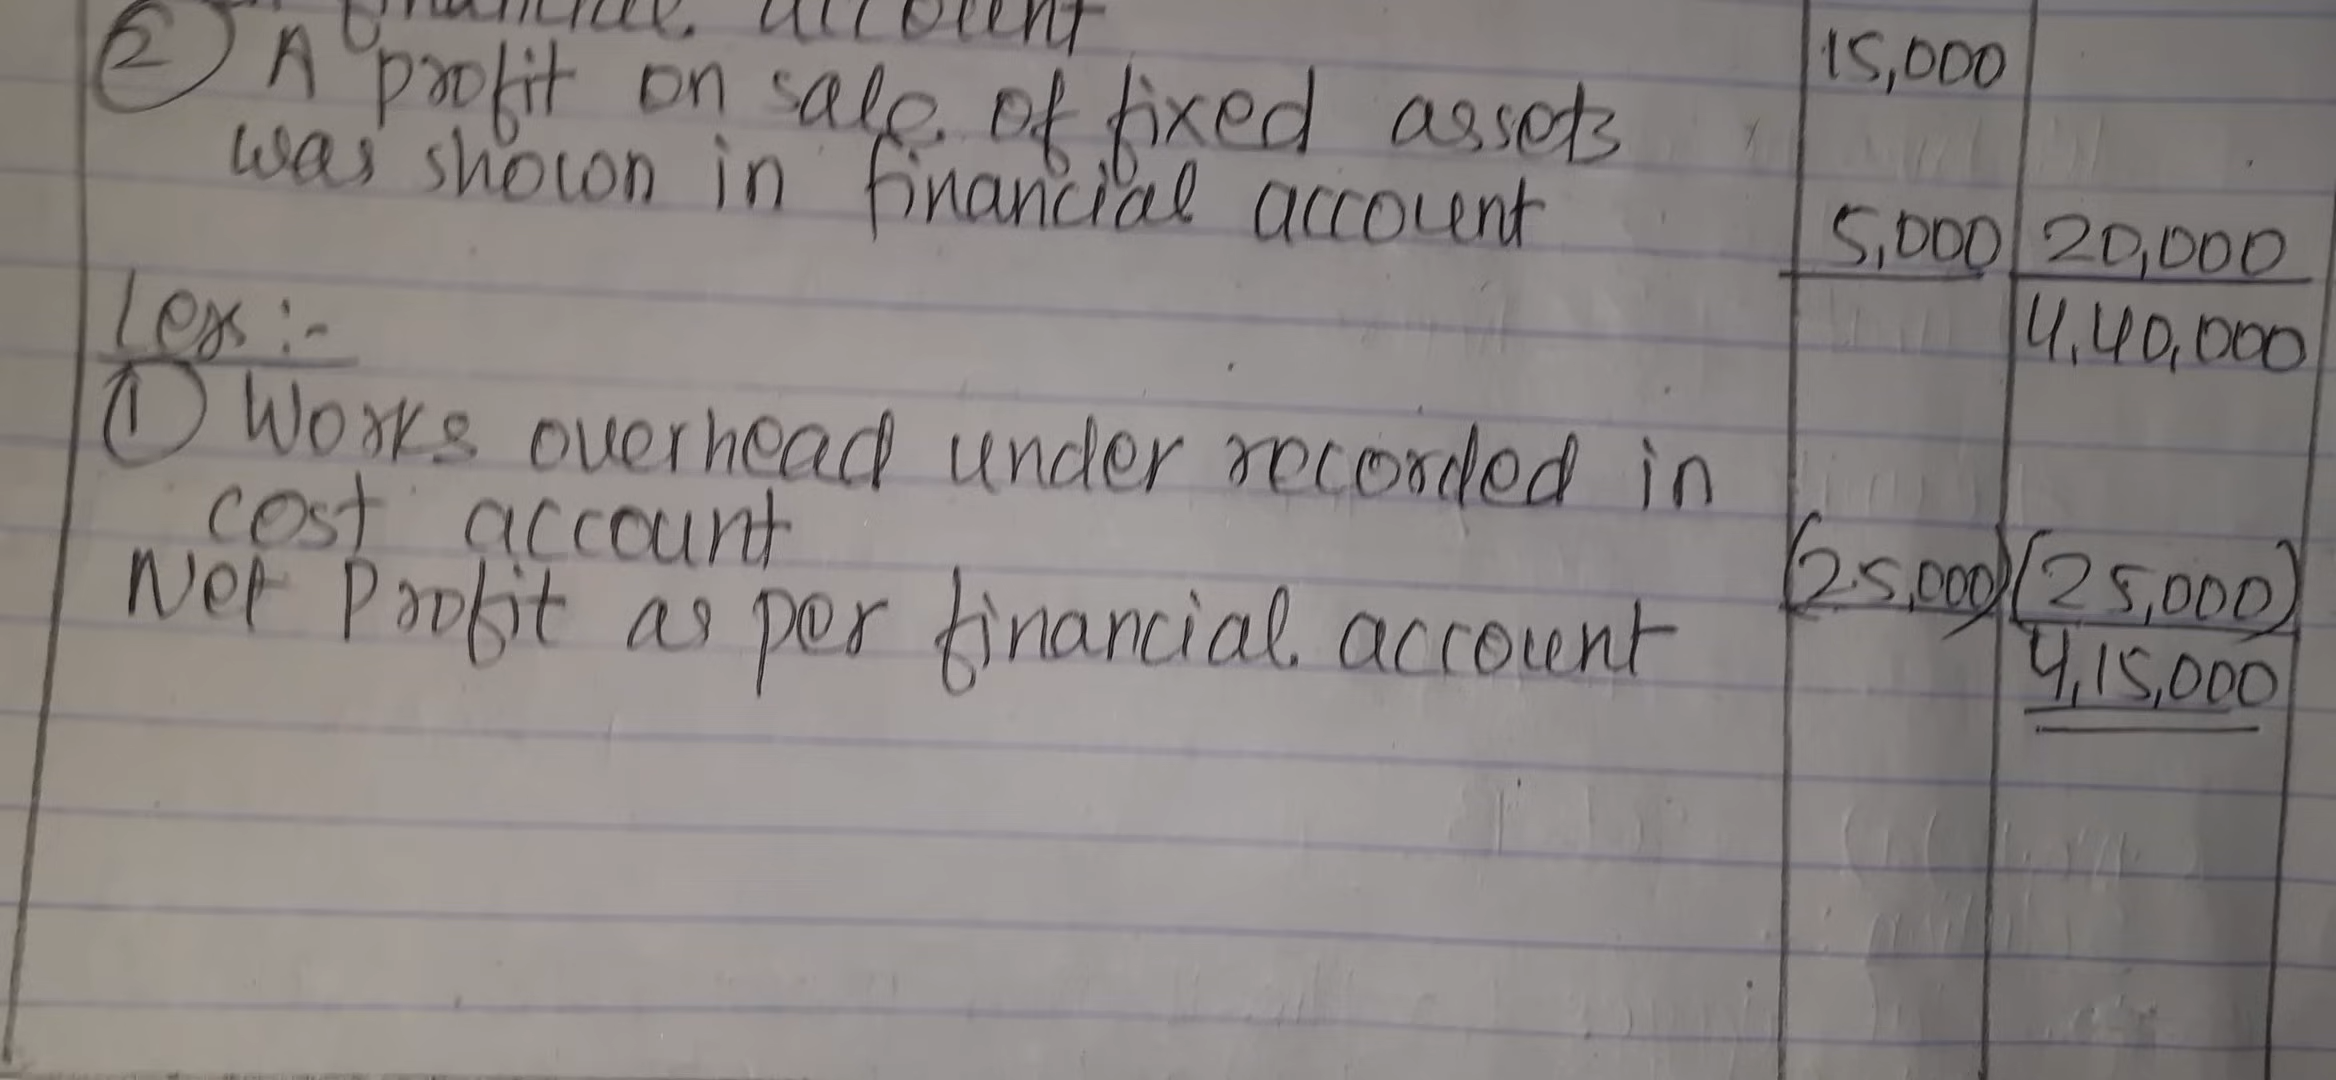 financial account 15,000
② A profit on sale of fixed assets
was shown in financial account 5,000 20,000
Less :- 4,40,000
① Works overhead under recorded in
cost account (25,000) (25,000)
Net Profit as per financial account 4,15,000